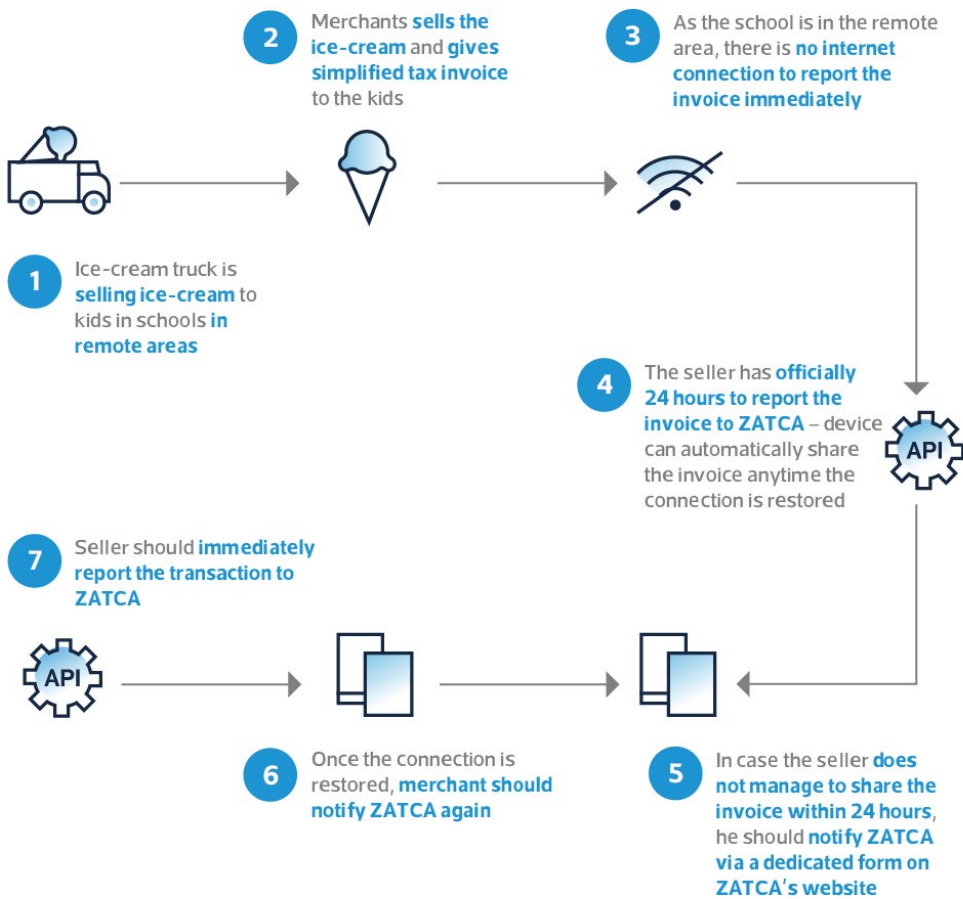 1
Ice-cream truck is
selling ice-cream to
kids in schools in
remote areas
2
Merchants sells the
ice-cream and gives
simplified tax invoice
to the kids
3
As the school is in the remote
area, there is no internet
connection to report the
invoice immediately
4
The seller has officially
24 hours to report the
invoice to ZATCA – device
can automatically share
the invoice anytime the
connection is restored
API
5
In case the seller does
not manage to share the
invoice within 24 hours,
he should notify ZATCA
via a dedicated form on
ZATCA's website
6
Once the connection is
restored, merchant should
notify ZATCA again
7
Seller should immediately
report the transaction to
ZATCA
API